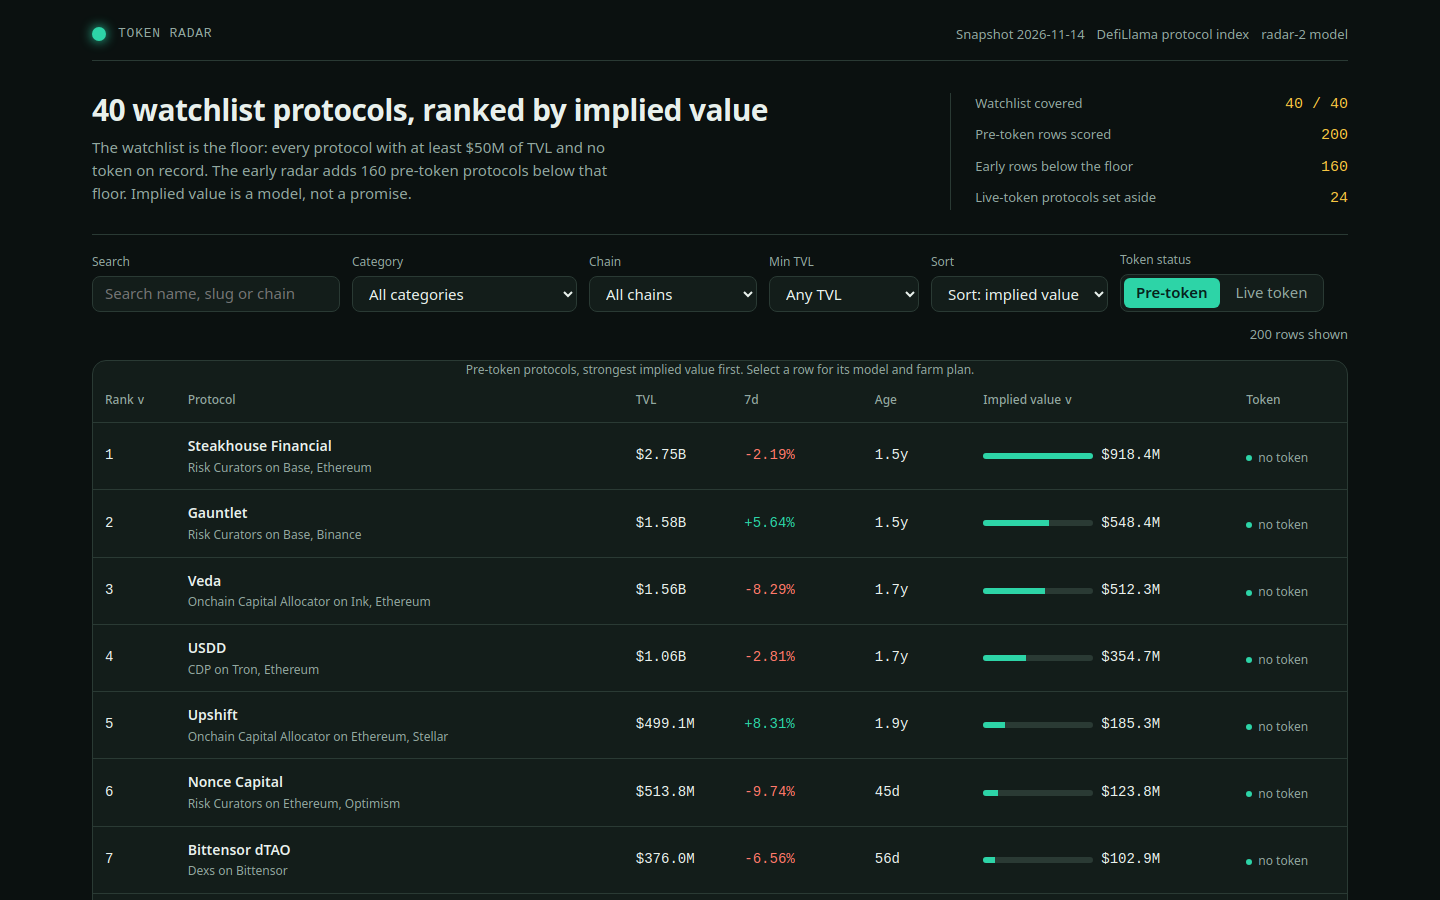 TOKEN RADAR
Snapshot 2026-11-14 DefiLlama protocol index radar-2 model
40 watchlist protocols, ranked by implied value
The watchlist is the floor: every protocol with at least $50M of TVL and no
token on record. The early radar adds 160 pre-token protocols below that
floor. Implied value is a model, not a promise.
Watchlist covered 40 / 40
Pre-token rows scored 200
Early rows below the floor 160
Live-token protocols set aside 24
Search Category Chain Min TVL Sort Token status
Search name, slug or chain All categories All chains Any TVL Sort: implied value Pre-token Live token
200 rows shown
Pre-token protocols, strongest implied value first. Select a row for its model and farm plan.
Rank v Protocol TVL 7d Age Implied value v Token
1 Steakhouse Financial $2.75B -2.19% 1.5y $918.4M no token
Risk Curators on Base, Ethereum
2 Gauntlet $1.58B +5.64% 1.5y $548.4M no token
Risk Curators on Base, Binance
3 Veda $1.56B -8.29% 1.7y $512.3M no token
Onchain Capital Allocator on Ink, Ethereum
4 USDD $1.06B -2.81% 1.7y $354.7M no token
CDP on Tron, Ethereum
5 Upshift $499.1M +8.31% 1.9y $185.3M no token
Onchain Capital Allocator on Ethereum, Stellar
6 Nonce Capital $513.8M -9.74% 45d $123.8M no token
Risk Curators on Ethereum, Optimism
7 Bittensor dTAO $376.0M -6.56% 56d $102.9M no token
Dexs on Bittensor